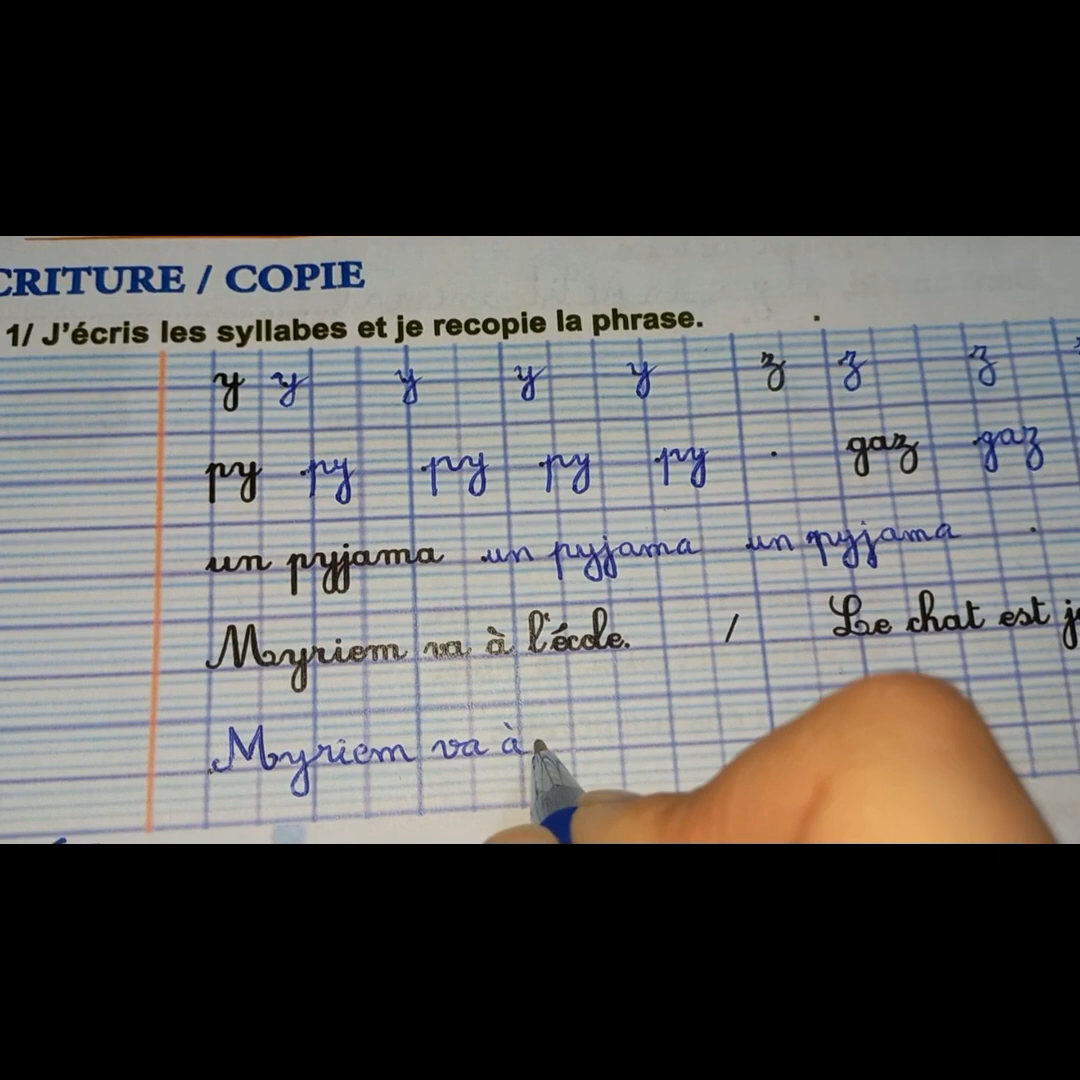 CRITURE / COPIE
1/ J'écris les syllabes et je recopie la phrase.
y y y y y z z z
py py py py py . gaz gaz
un pyjama un pyjama un pyjama .
Myriem va à l'école. / Le chat est
Myriem va à